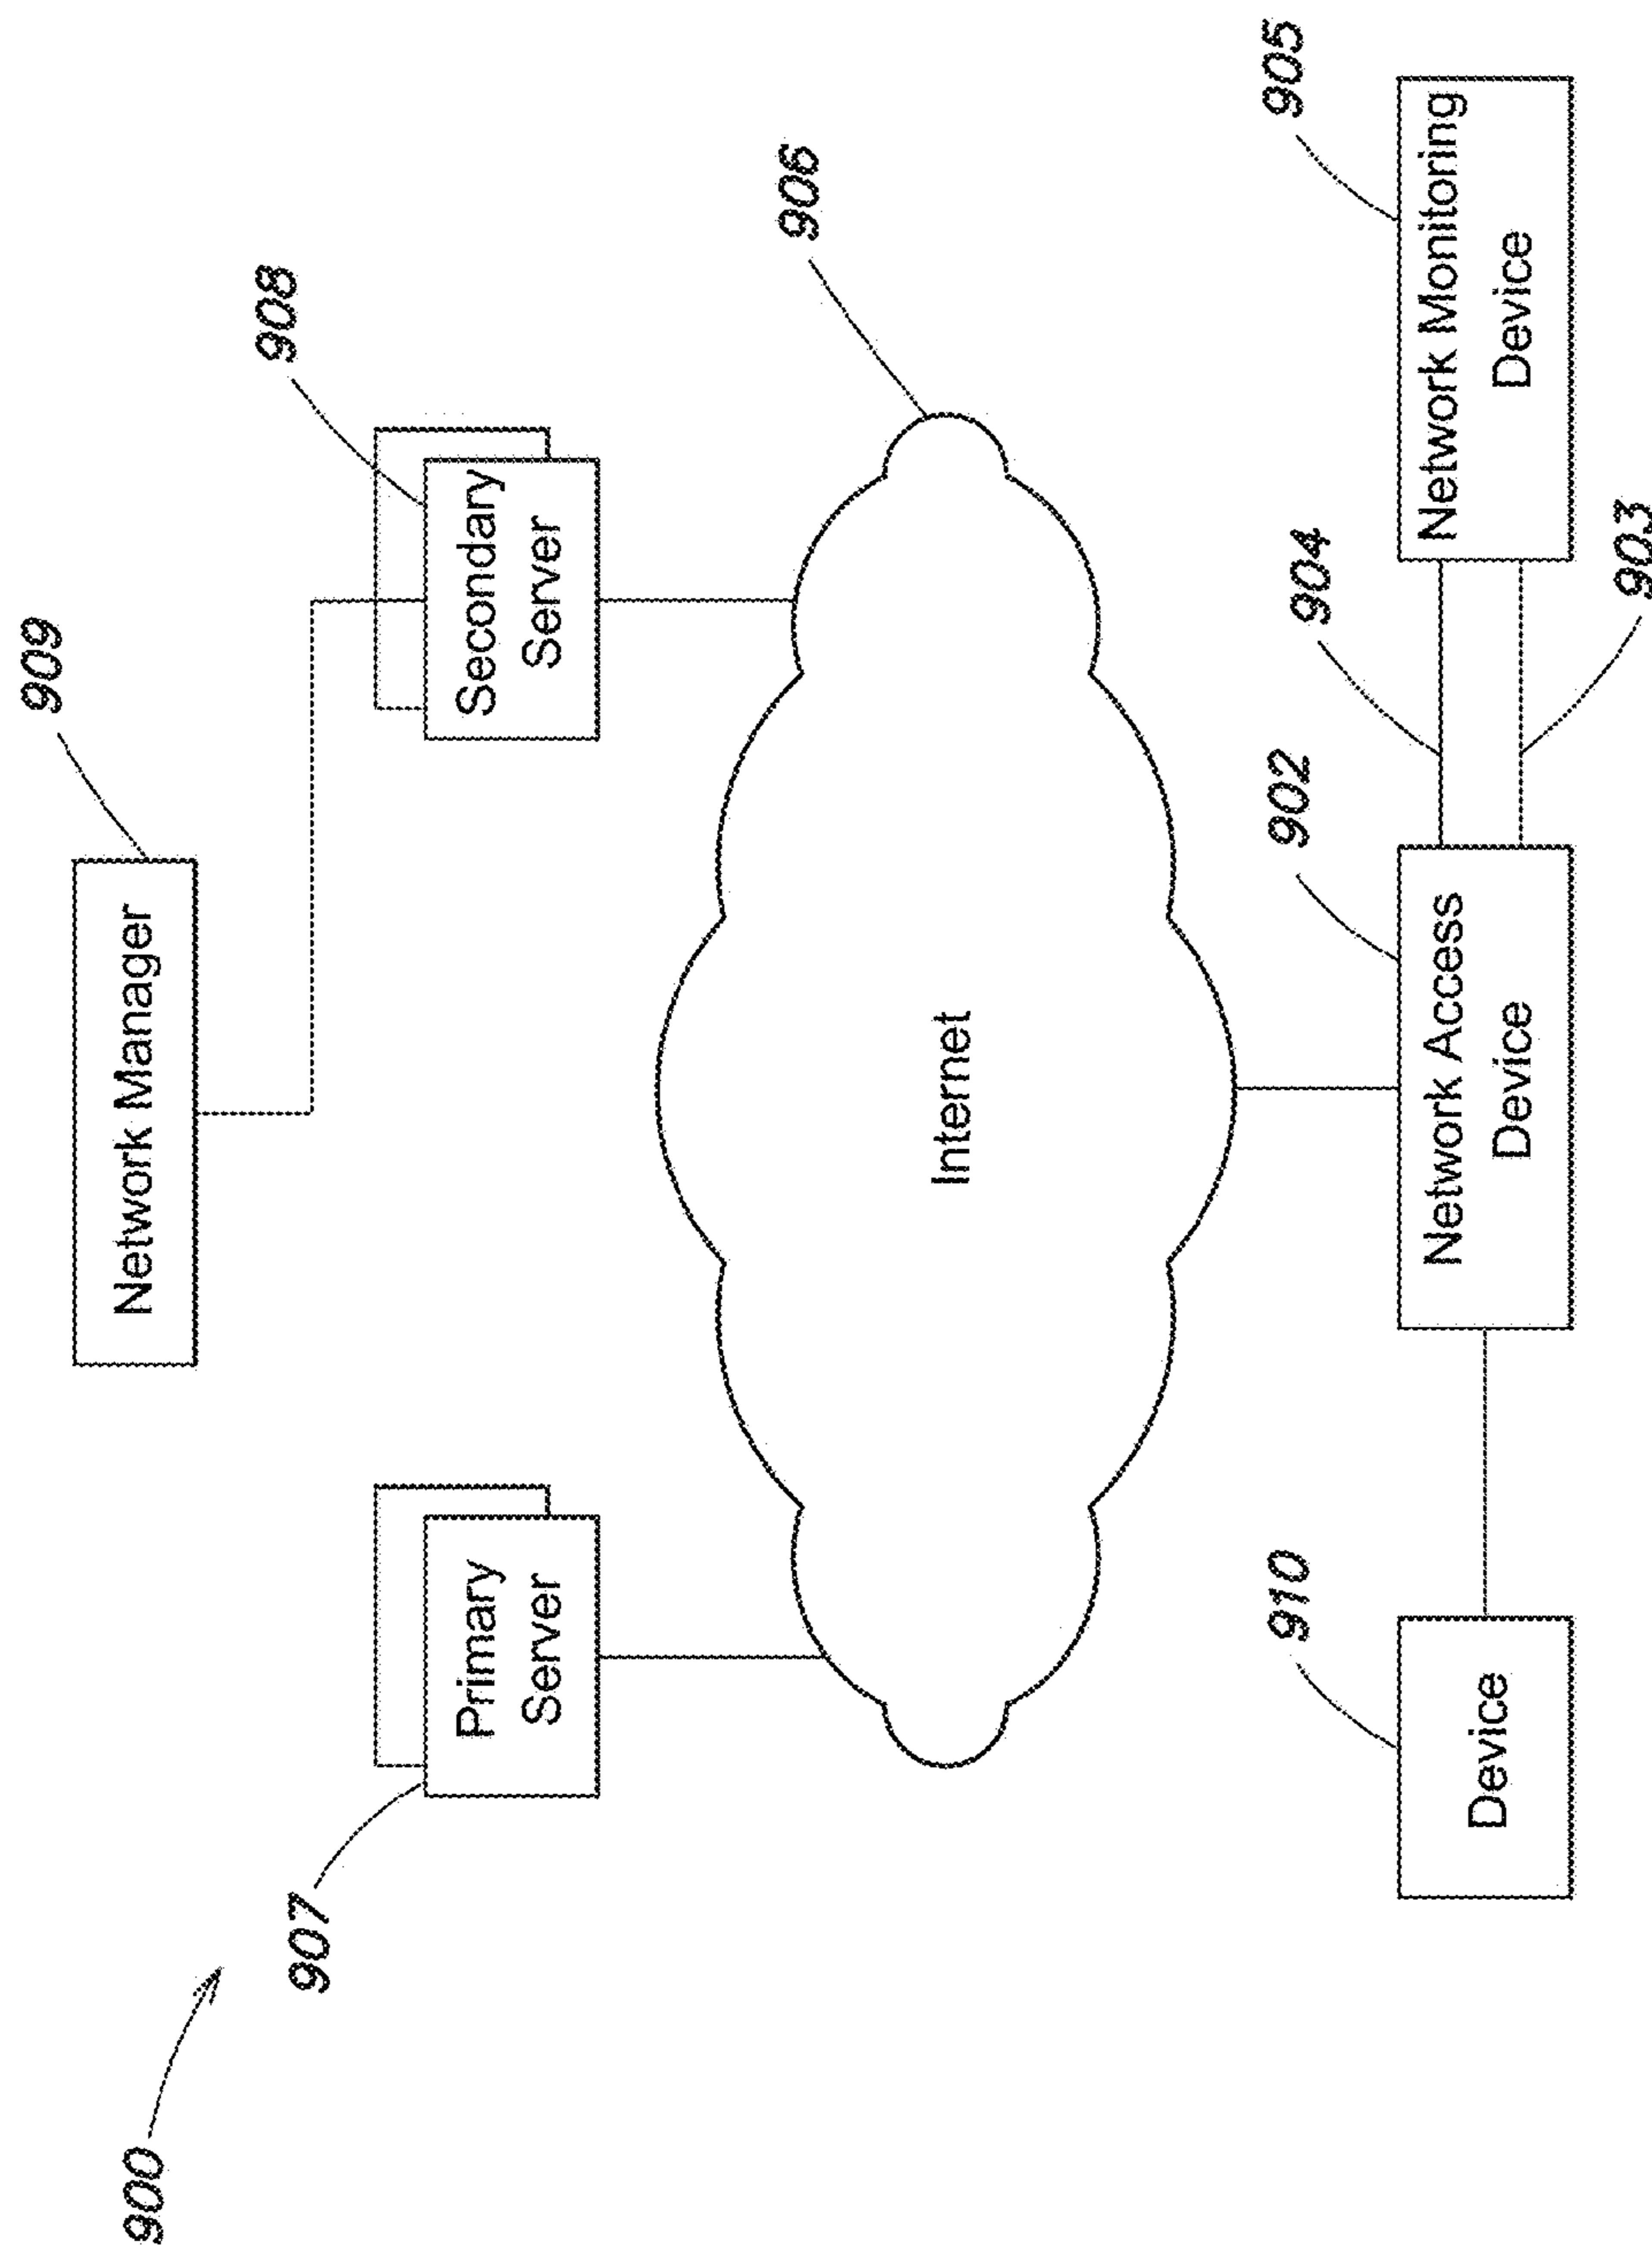 900
909
Network Manager
907
908
Primary
Server
Secondary
Server
906
Internet
910
902
904
905
Device
Network Access
Device
Network Monitoring
Device
903